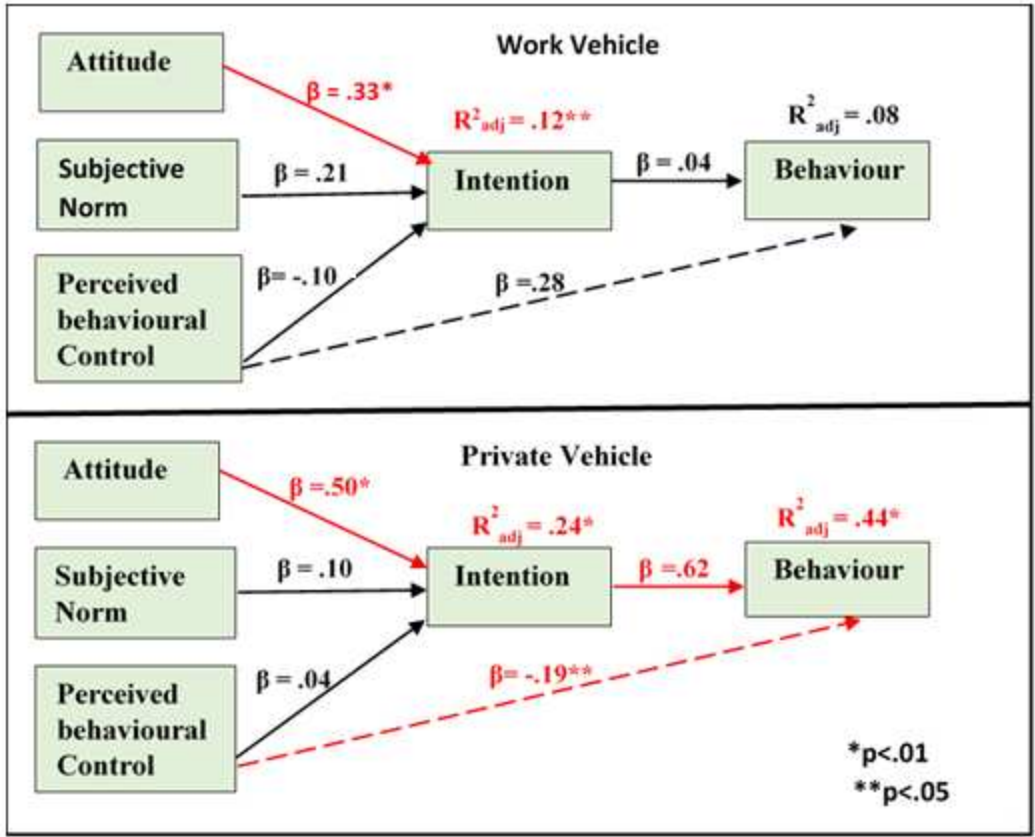 Work Vehicle
Attitude
β = .33*
R²adj = .12**
R²adj = .08
Subjective
Norm
β = .21
Intention
β = .04
Behaviour
Perceived
behavioural
Control
β= -.10
β =.28
Private Vehicle
Attitude
β =.50*
R²adj = .24*
R²adj = .44*
Subjective
Norm
β = .10
Intention
β =.62
Behaviour
Perceived
behavioural
Control
β = .04
β= -.19**
*p<.01
**p<.05